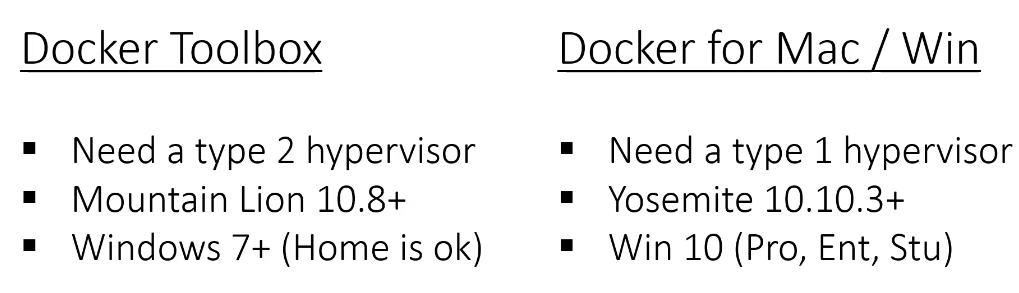 Docker Toolbox
▪ Need a type 2 hypervisor
▪ Mountain Lion 10.8+
▪ Windows 7+ (Home is ok)
Docker for Mac / Win
▪ Need a type 1 hypervisor
▪ Yosemite 10.10.3+
▪ Win 10 (Pro, Ent, Stu)